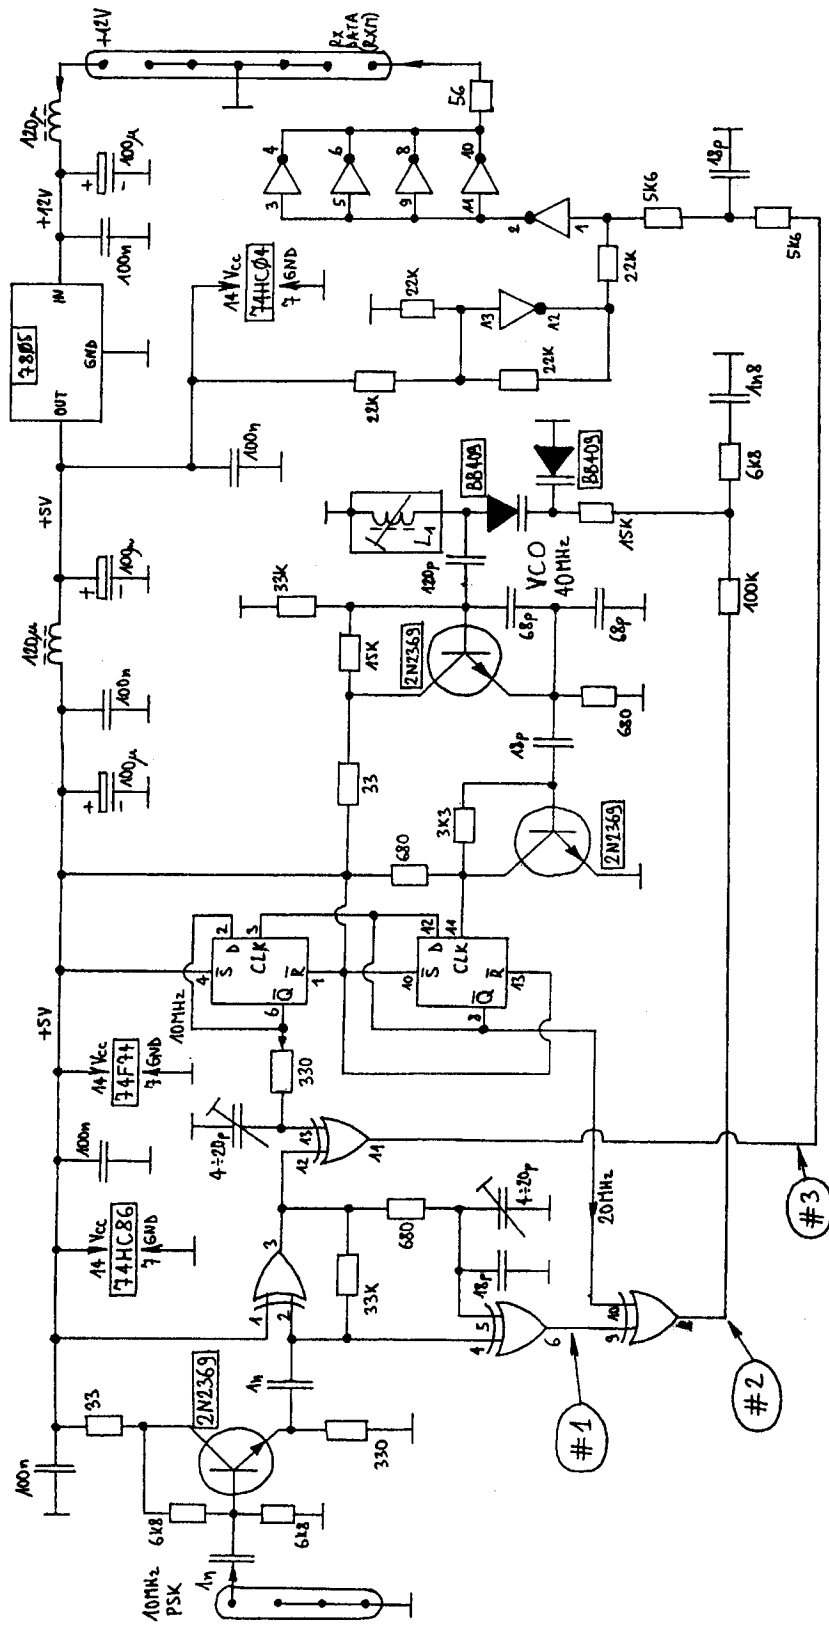 +12V
RX
DATA
(RXM)
120µ
+12V
100µ
+
-
100n
7805
IN
OUT
GND
+5V
100n
14 Vcc
74HC04
7 GND
3
4
5
6
9
8
11
10
56
2
1
22K
22K
22K
22K
13
12
5K6
18p
5K6
100µ
+
-
120µ
100n
100µ
+
-
33K
15K
33
680
3K3
2N2369
2N2369
120p
L1
BB409
BB409
VCO
40MHz
68p
68p
680
18p
15K
6K8
1n8
100K
+5V
14 Vcc
74F74
7 GND
100n
14 Vcc
74HC86
7 GND
10MHz
2
D
3
CLK
4
S
1
R
6
Q
12
D
11
CLK
10
S
13
R
8
Q
330
4÷20p
12
13
11
1
2
3
33K
680
4÷20p
18p
20MHz
4
5
6
9
10
#1
#2
#3
100n
33
2N2369
1n
330
6K8
6K8
1n
10MHz
PSK